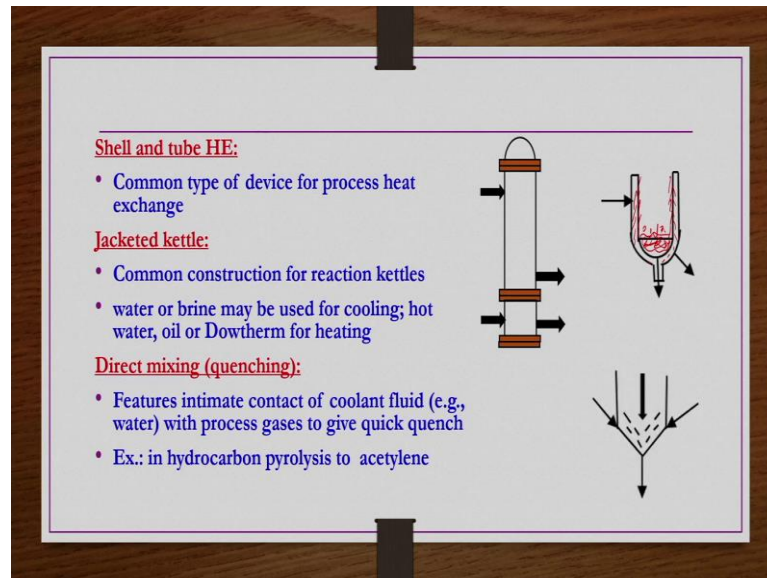 Shell and tube HE:
• Common type of device for process heat
exchange
Jacketed kettle:
• Common construction for reaction kettles
• water or brine may be used for cooling; hot
water, oil or Dowtherm for heating
Direct mixing (quenching):
• Features intimate contact of coolant fluid (e.g.,
water) with process gases to give quick quench
• Ex.: in hydrocarbon pyrolysis to acetylene